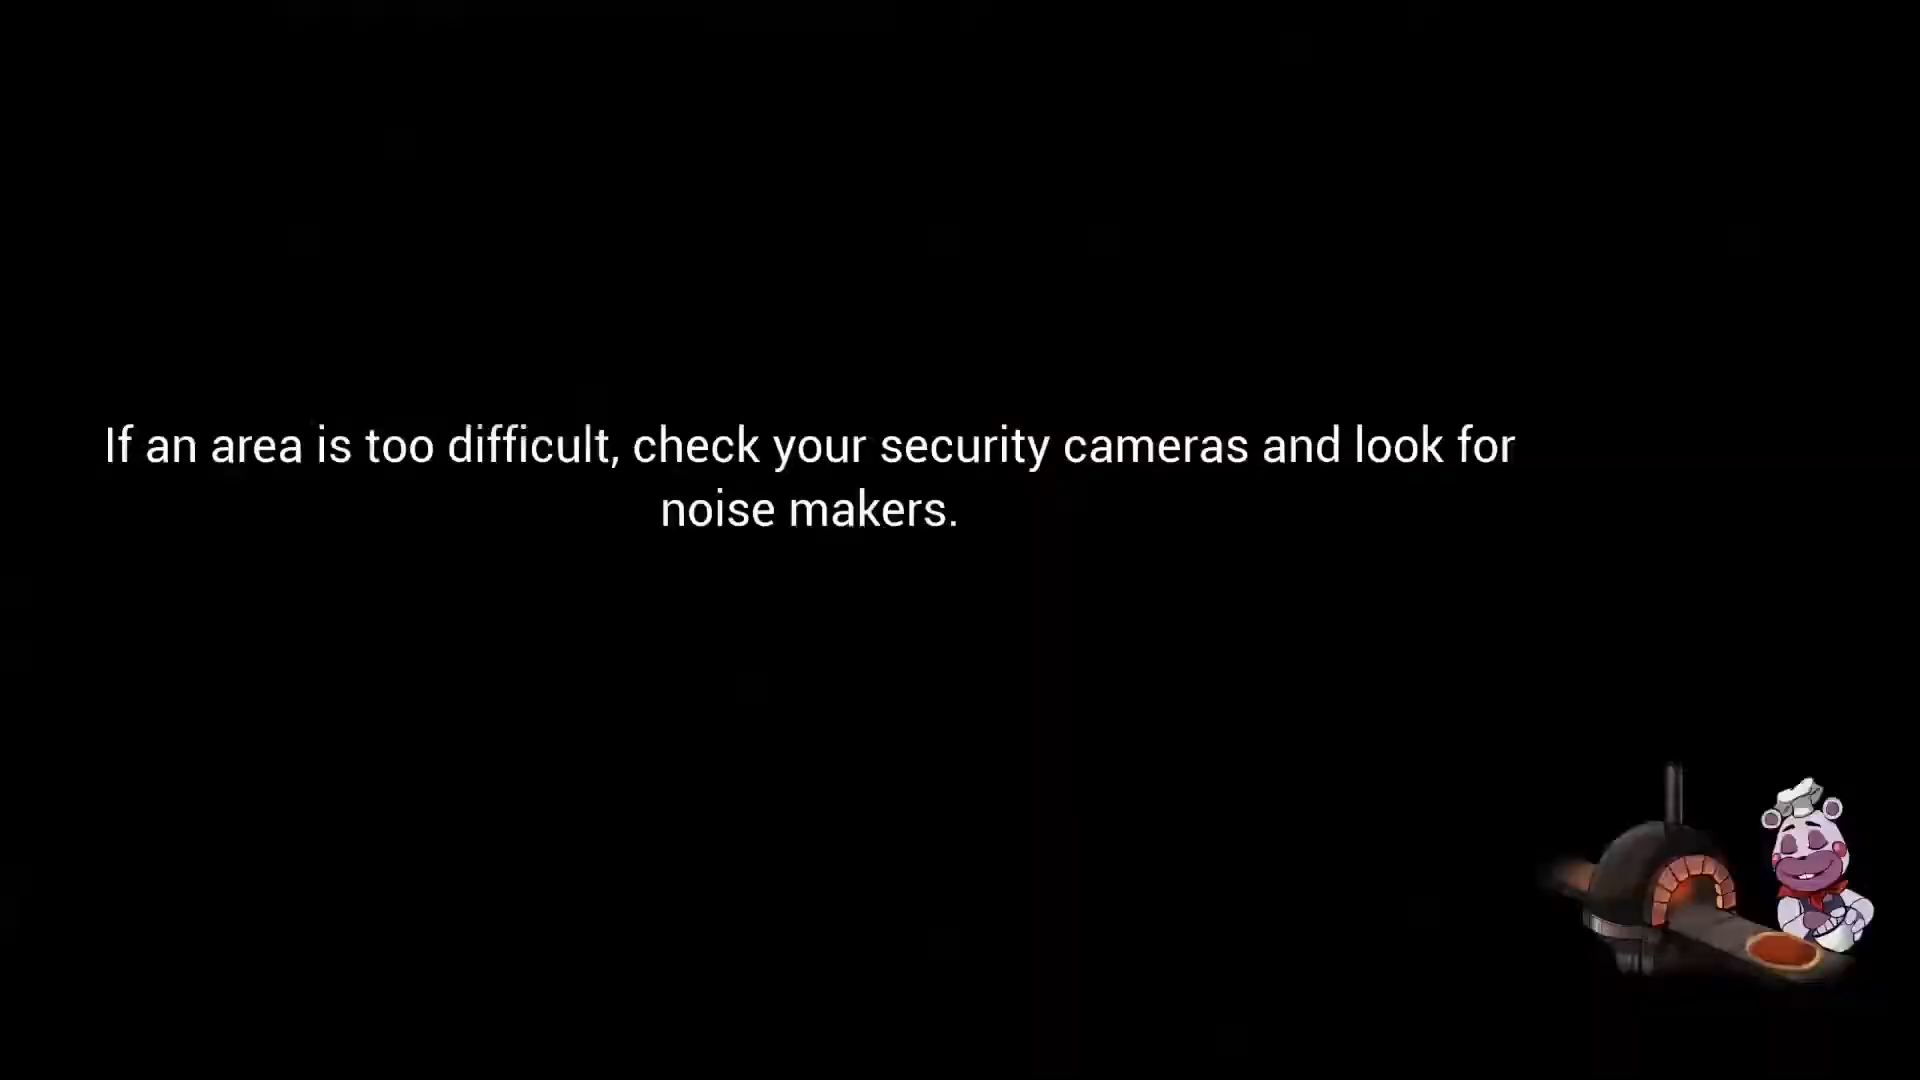 If an area is too difficult, check your security cameras and look for
noise makers.